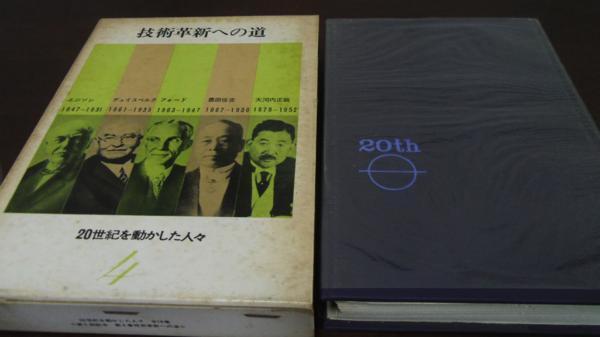 技術革新への道
エジソン
デュイスベルク
フォード
豊田佐吉
大河内正敏
1847-1931
1861-1935
1863-1947
1867-1930
1878-1952
20世紀を動かした人々
4
20th